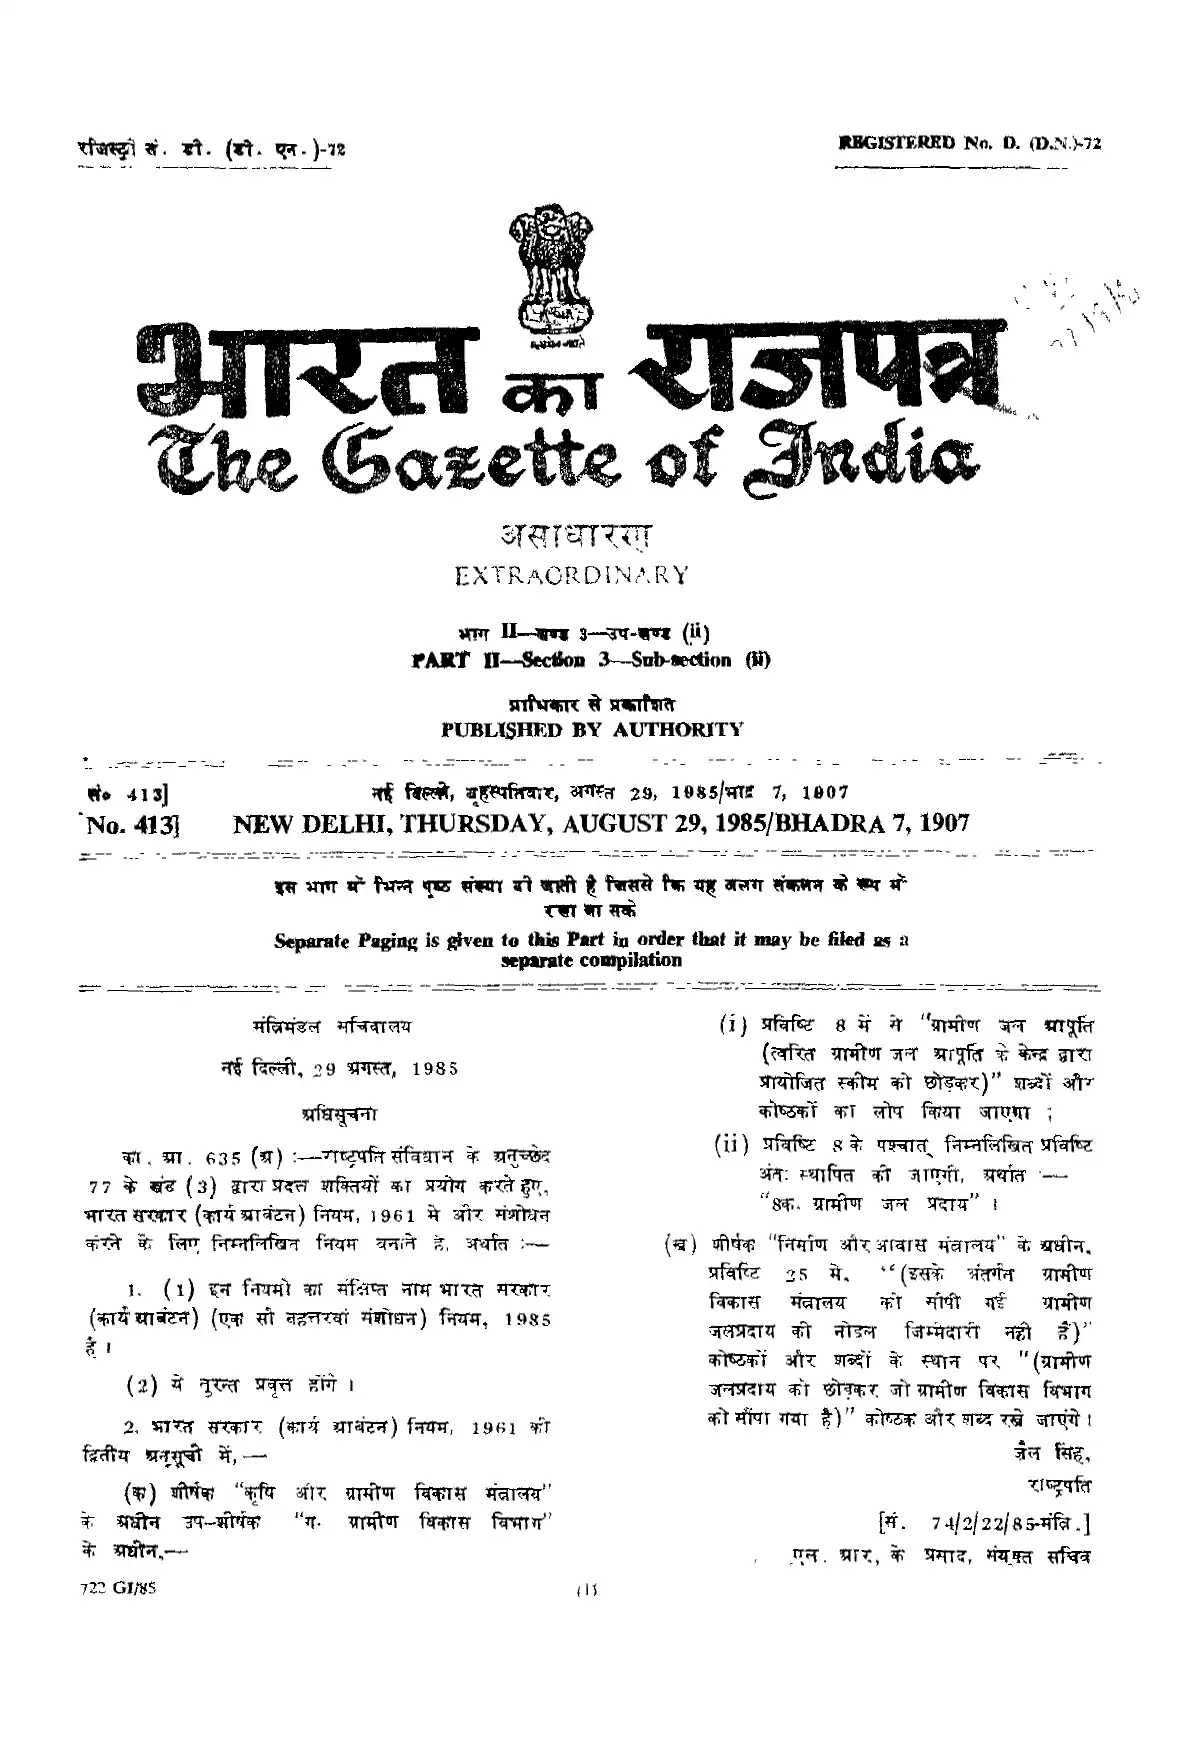 रजिस्ट्री सं. डी. (डी. एन.)-72
REGISTERED No. D. (D.N.)-72
भारत का राजपत्र
The Gazette of India
असाधारण
EXTRAORDINARY
भाग II—खण्ड 3—उप-खण्ड (ii)
PART II—Section 3—Sub-section (ii)
प्राधिकार से प्रकाशित
PUBLISHED BY AUTHORITY
सं० 413]
नई दिल्ली, बृहस्पतिवार, अगस्त 29, 1985/भाद्र 7, 1907
No. 413]
NEW DELHI, THURSDAY, AUGUST 29, 1985/BHADRA 7, 1907
इस भाग में भिन्न पृष्ठ संख्या दी जाती है जिससे कि यह अलग संकलन के रूप में
रखा जा सके
Separate Paging is given to this Part in order that it may be filed as a
separate compilation
मंत्रिमंडल सचिवालय
नई दिल्ली, 29 अगस्त, 1985
अधिसूचना
का. आ. 635 (अ) :—राष्ट्रपति संविधान के अनुच्छेद
77 के खंड (3) द्वारा प्रदत्त शक्तियों का प्रयोग करते हुए,
भारत सरकार (कार्य आबंटन) नियम, 1961 में और संशोधन
करने के लिए निम्नलिखित नियम बनाते हैं, अर्थात :—
1. (1) इन नियमों का संक्षिप्त नाम भारत सरकार
(कार्य आबंटन) (एक सौ बहत्तरवां संशोधन) नियम, 1985
है ।
(2) ये तुरन्त प्रवृत्त होंगे ।
2. भारत सरकार (कार्य आबंटन) नियम, 1961 की
द्वितीय अनुसूची में,—
(क) शीर्षक "कृषि और ग्रामीण विकास मंत्रालय"
के अधीन उप-शीर्षक "ग. ग्रामीण विकास विभाग"
के अधीन,—
722 GI/85
(1)
(i) प्रविष्टि 8 में से "ग्रामीण जल आपूर्ति
(त्वरित ग्रामीण जल आपूर्ति के केन्द्र द्वारा
प्रायोजित स्कीम को छोड़कर)" शब्दों और
कोष्ठकों का लोप किया जाएगा ;
(ii) प्रविष्टि 8 के पश्चात् निम्नलिखित प्रविष्टि
अंतः स्थापित की जाएगी, अर्थात :—
"8क. ग्रामीण जल प्रदाय" ।
(ख) शीर्षक "निर्माण और आवास मंत्रालय" के अधीन,
प्रविष्टि 25 में, "(इसके अंतर्गत ग्रामीण
विकास मंत्रालय को सौंपी गई ग्रामीण
जलप्रदाय की नोडल जिम्मेदारी नहीं है)"
कोष्ठकों और शब्दों के स्थान पर "(ग्रामीण
जलप्रदाय को छोड़कर जो ग्रामीण विकास विभाग
को सौंपा गया है)" कोष्ठक और शब्द रखे जाएंगे ।
जैल सिंह,
राष्ट्रपति
[सं. 74/2/22/85-मंत्रि.]
एल. आर. के प्रसाद, संयुक्त सचिव